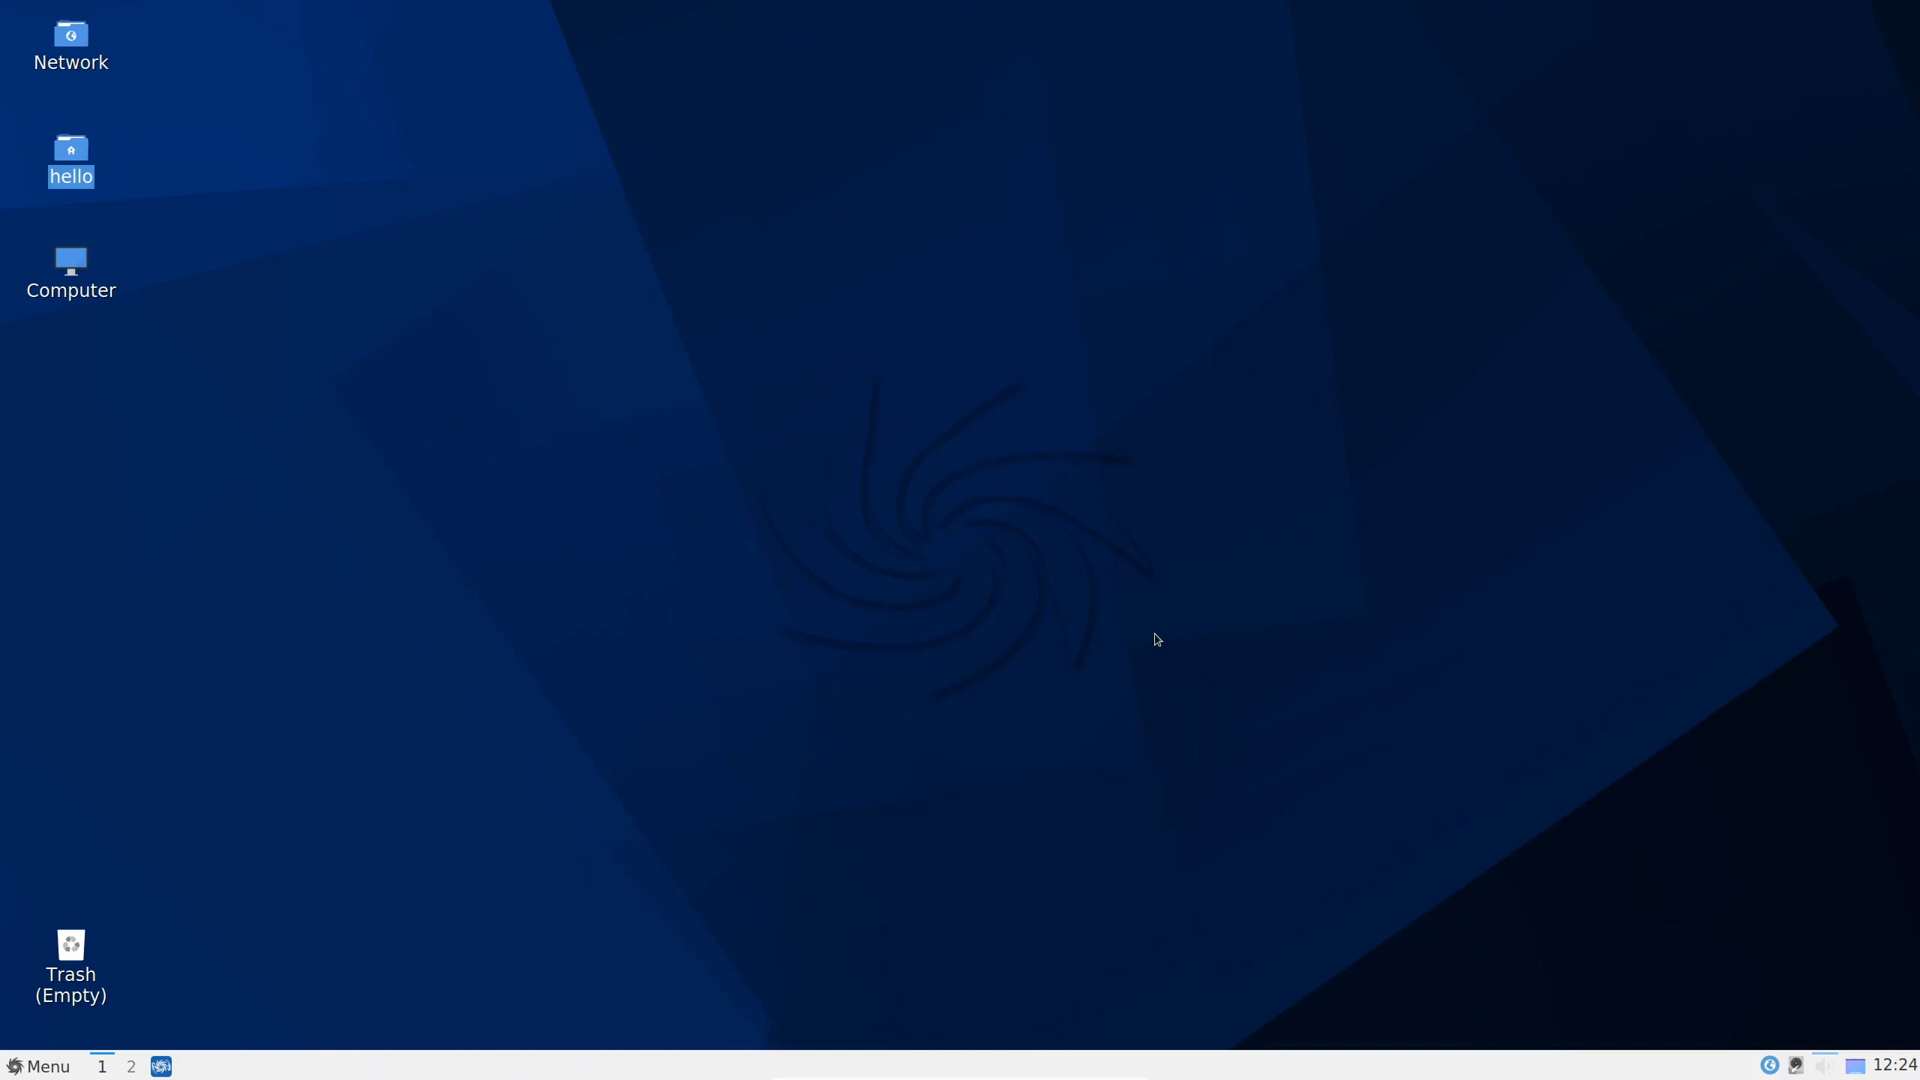 Network
hello
Computer
Trash
(Empty)
Menu
1
2
12:24